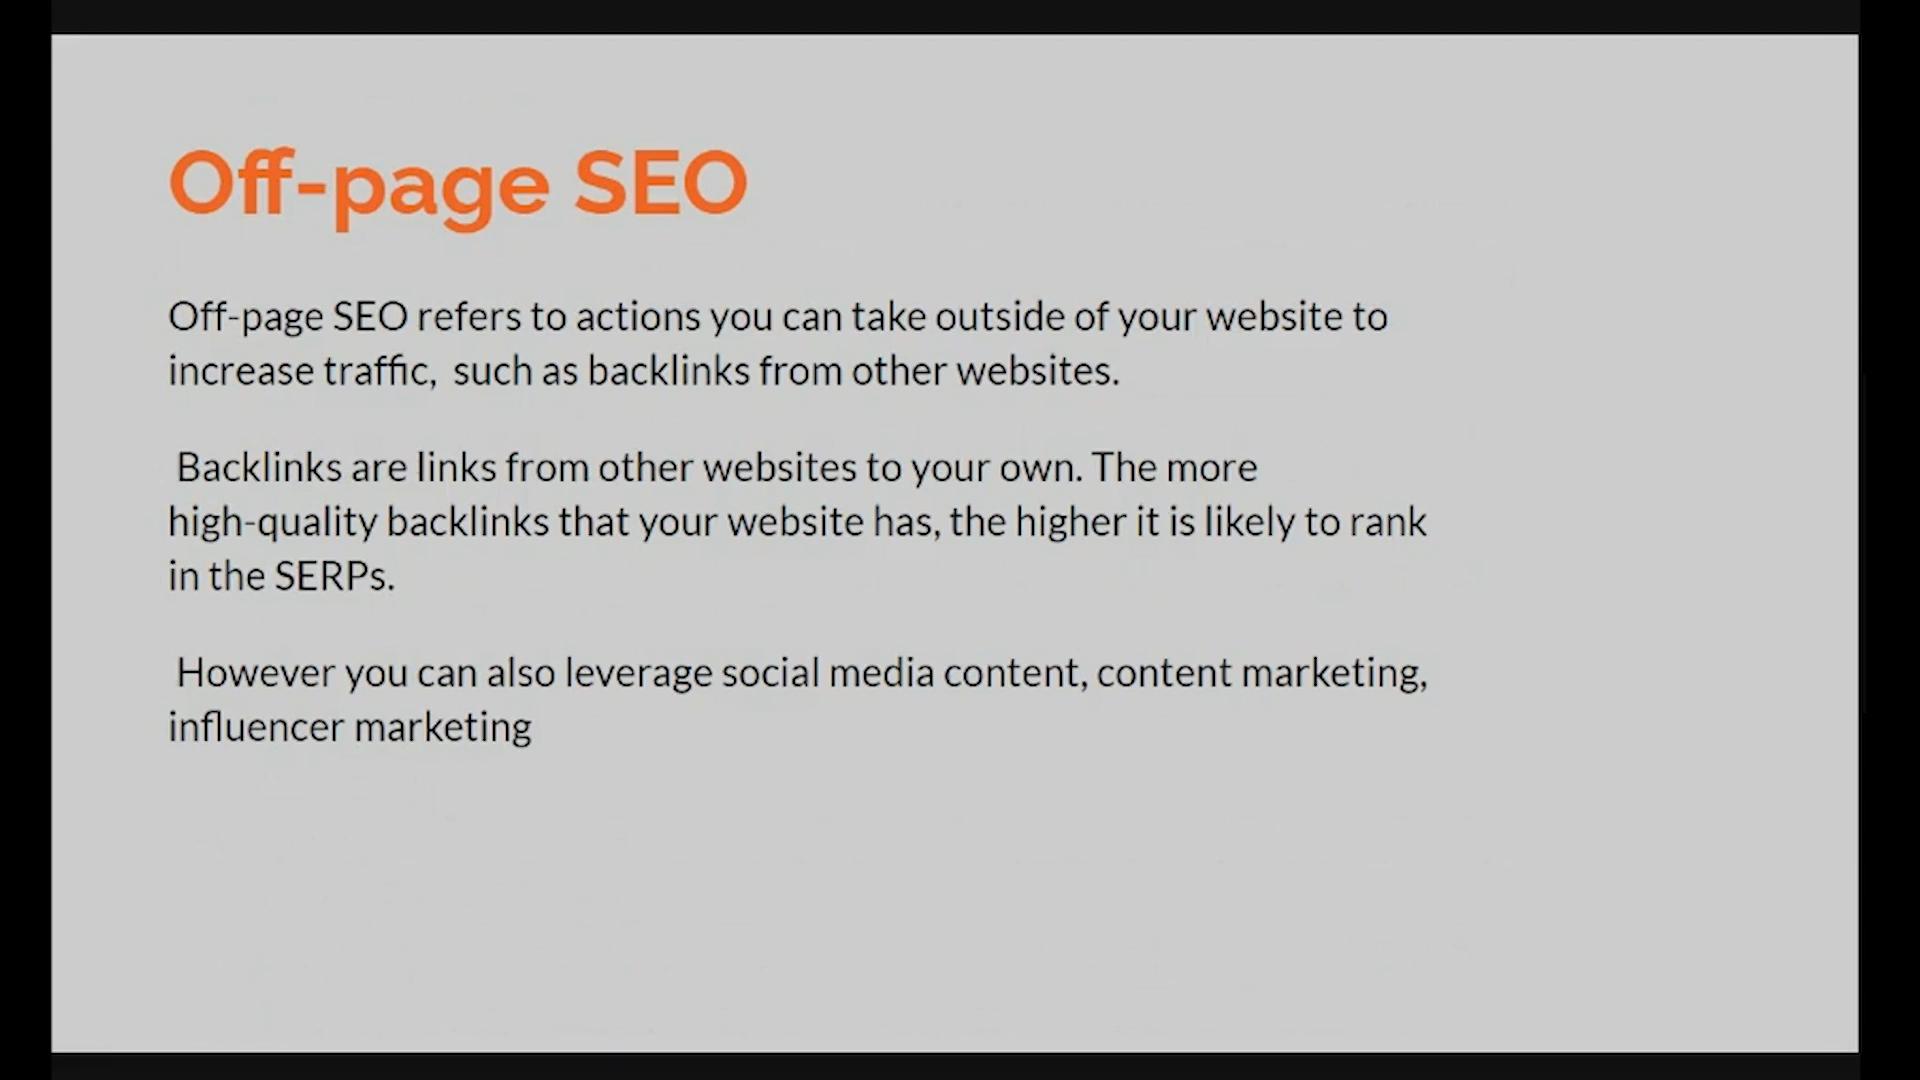 Off-page SEO
Off-page SEO refers to actions you can take outside of your website to
increase traffic,  such as backlinks from other websites.
Backlinks are links from other websites to your own. The more
high-quality backlinks that your website has, the higher it is likely to rank
in the SERPs.
However you can also leverage social media content, content marketing,
influencer marketing